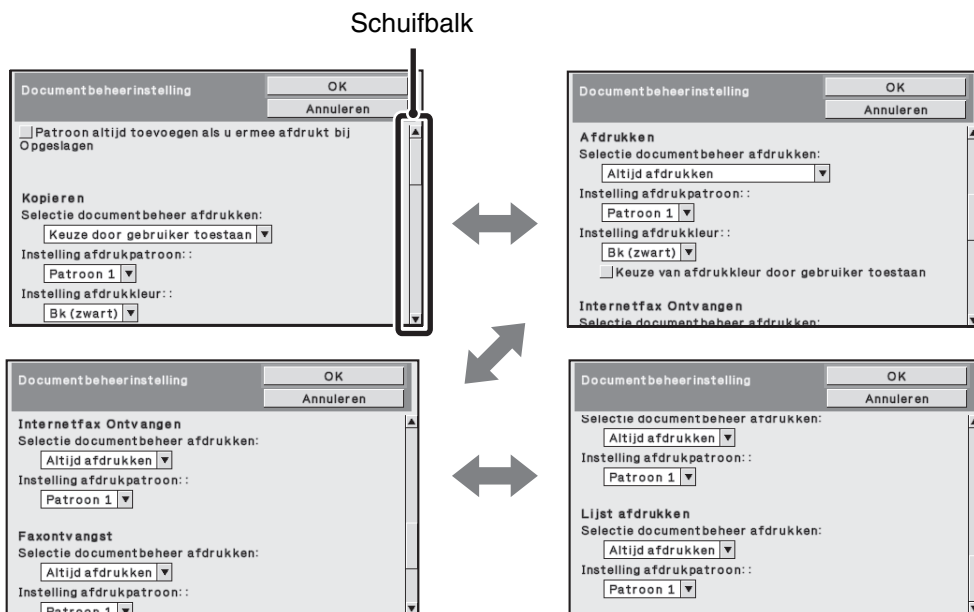 Schuifbalk
Documentbeheerinstelling
OK
Annuleren
Patroon altijd toevoegen als u ermee afdrukt bij
Opgeslagen
Kopieren
Selectie documentbeheer afdrukken:
Keuze door gebruiker toestaan
Instelling afdrukpatroon::
Patroon 1
Instelling afdrukkleur::
Bk (zwart)
Documentbeheerinstelling
OK
Annuleren
Afdrukken
Selectie documentbeheer afdrukken:
Altijd afdrukken
Instelling afdrukpatroon::
Patroon 1
Instelling afdrukkleur::
Bk (zwart)
Keuze van afdrukkleur door gebruiker toestaan
Internetfax Ontvangen
Selectie documentbeheer afdrukken:
Documentbeheerinstelling
OK
Annuleren
Internetfax Ontvangen
Selectie documentbeheer afdrukken:
Altijd afdrukken
Instelling afdrukpatroon::
Patroon 1
Faxontvangst
Selectie documentbeheer afdrukken:
Altijd afdrukken
Instelling afdrukpatroon::
Patroon 1
Documentbeheerinstelling
OK
Annuleren
Selectie documentbeheer afdrukken:
Altijd afdrukken
Instelling afdrukpatroon::
Patroon 1
Lijst afdrukken
Selectie documentbeheer afdrukken:
Altijd afdrukken
Instelling afdrukpatroon::
Patroon 1